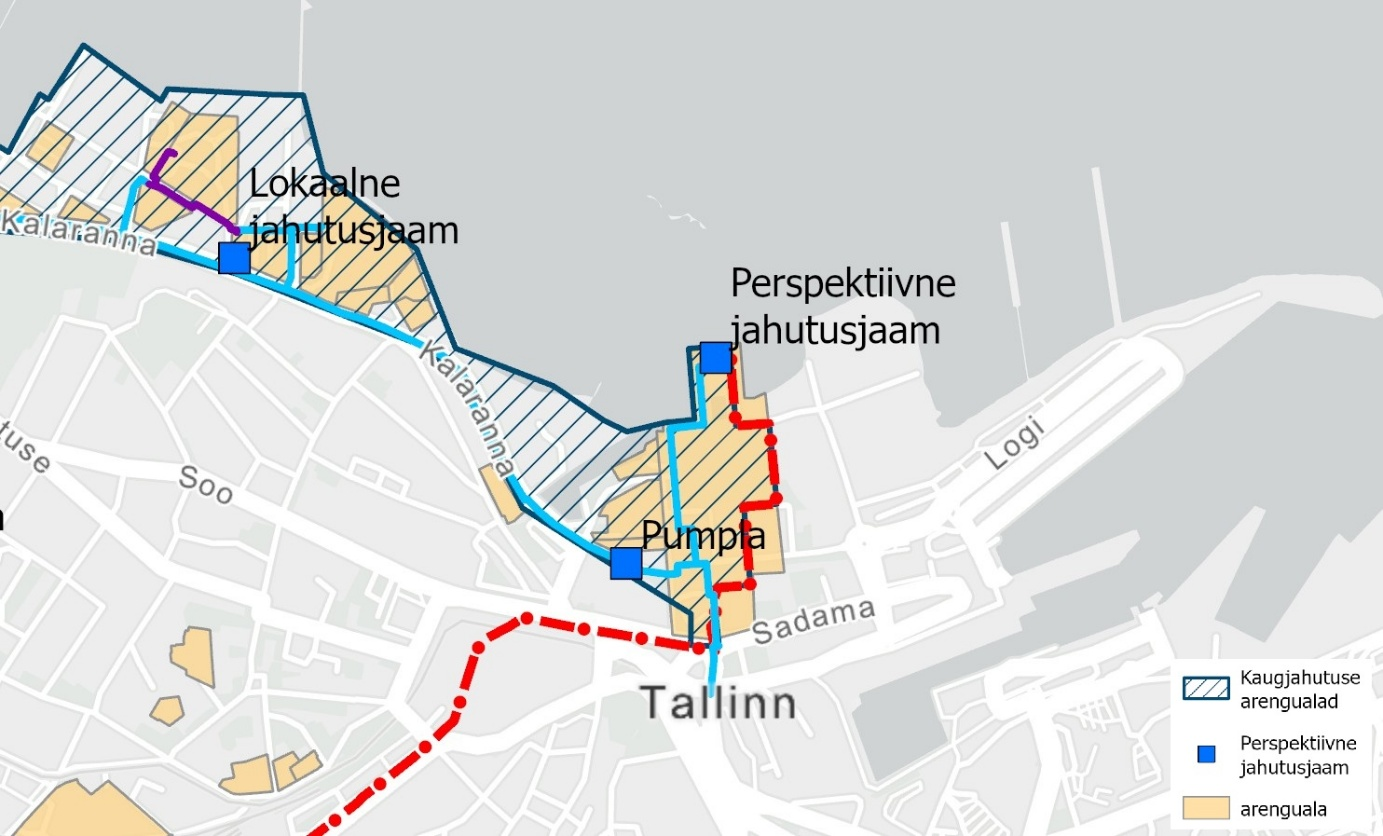 Lokaalne
jahutusjaam
Kalaranna
Perspektiivne
jahutusjaam
Kalaranna
Logi
Soo
Pumpla
Sadama
Tallinn
Kaugjahutuse
arengualad
Perspektiivne
jahutusjaam
arenguala